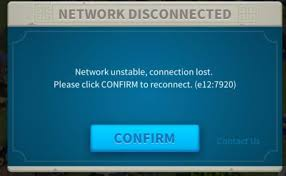 NETWORK DISCONNECTED
Network unstable, connection lost.
Please click CONFIRM to reconnect. (e12:7920)
CONFIRM
Contact Us